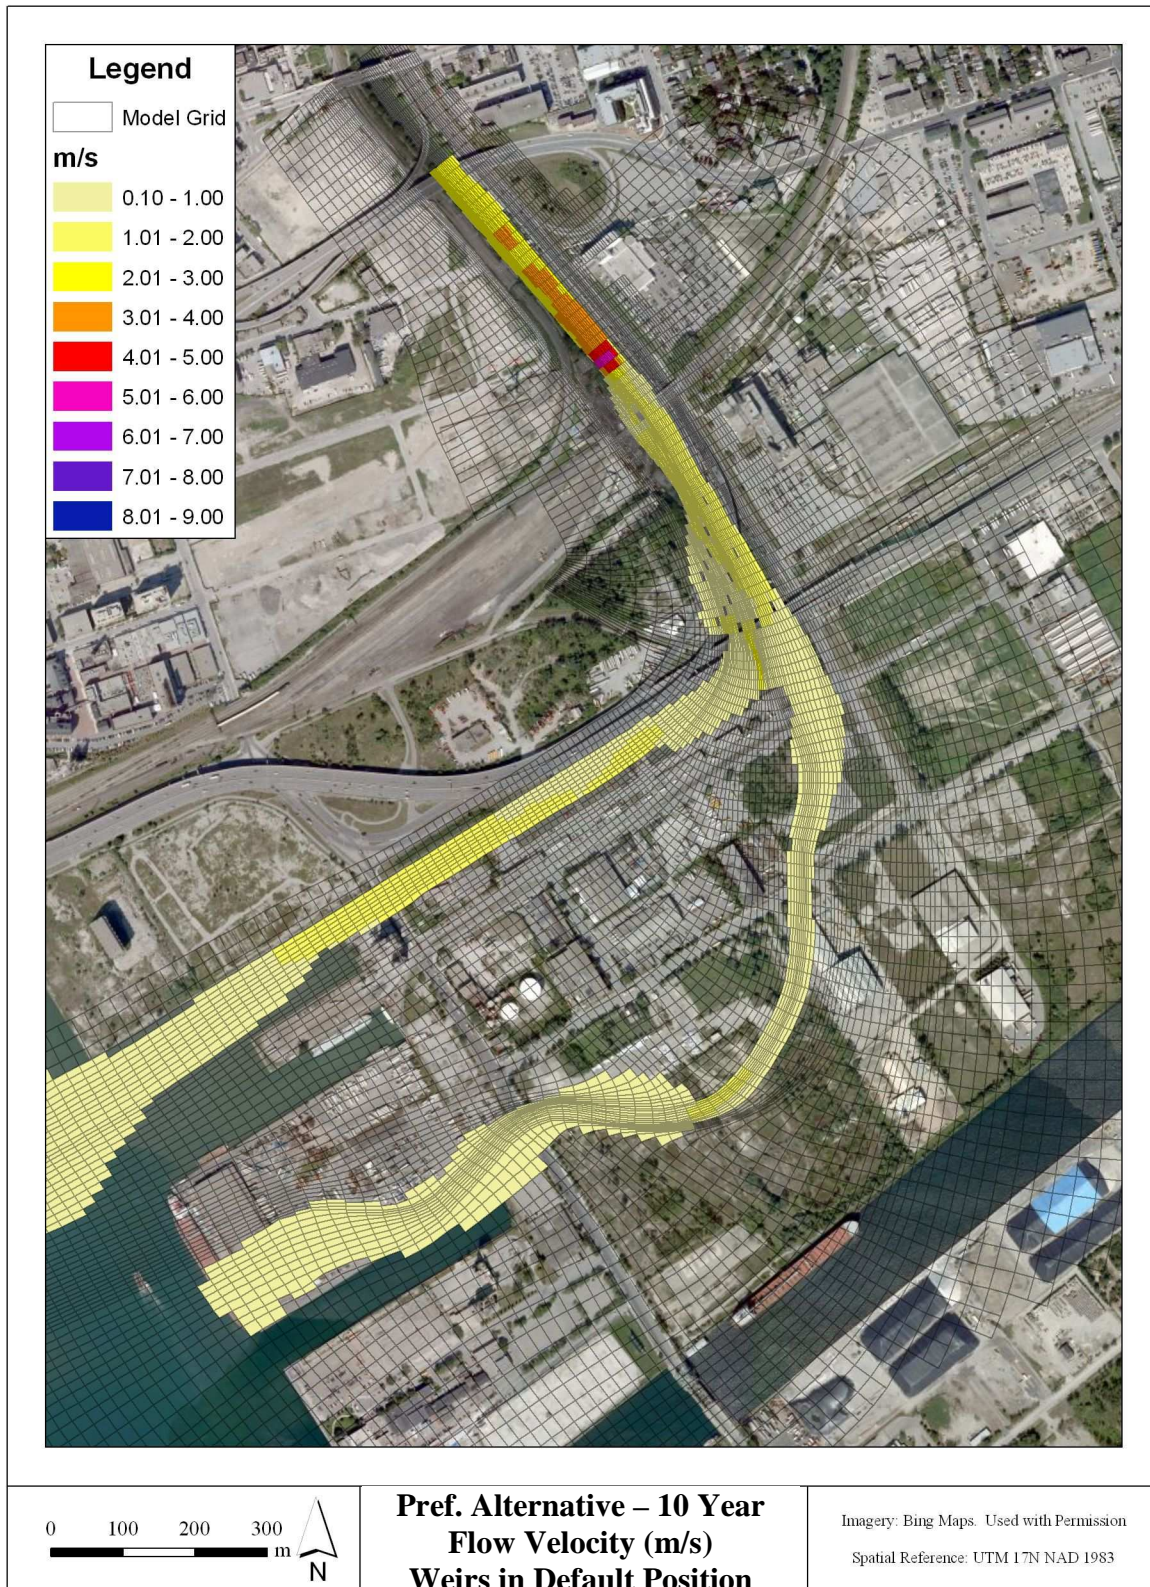 Legend
Model Grid
m/s
0.10 - 1.00
1.01 - 2.00
2.01 - 3.00
3.01 - 4.00
4.01 - 5.00
5.01 - 6.00
6.01 - 7.00
7.01 - 8.00
8.01 - 9.00
0 100 200 300
m
N
Pref. Alternative – 10 Year
Flow Velocity (m/s)
Weirs in Default Position
Imagery: Bing Maps. Used with Permission
Spatial Reference: UTM 17N NAD 1983